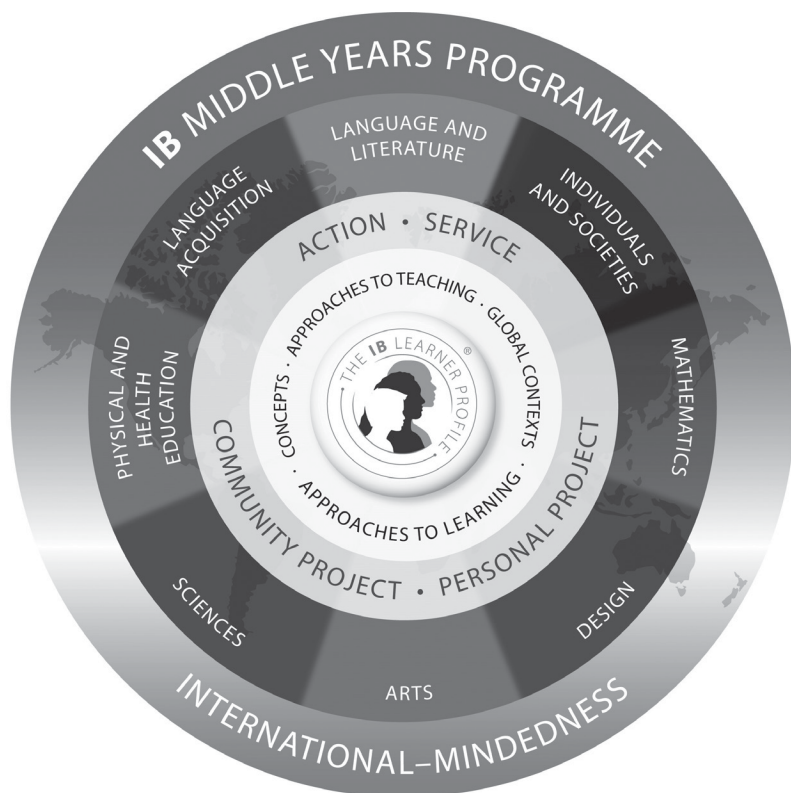 IB MIDDLE YEARS PROGRAMME
LANGUAGE AND
LITERATURE
INDIVIDUALS
AND SOCIETIES
MATHEMATICS
DESIGN
ARTS
SCIENCES
PHYSICAL AND
HEALTH
EDUCATION
LANGUAGE
ACQUISITION
ACTION • SERVICE
PERSONAL PROJECT
•
COMMUNITY PROJECT
APPROACHES TO TEACHING ·
GLOBAL CONTEXTS ·
APPROACHES TO LEARNING ·
CONCEPTS ·
· THE IB LEARNER PROFILE ®
INTERNATIONAL–MINDEDNESS